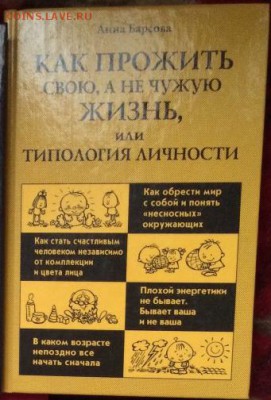 COINS.LAVE.RU
Анна Барсова
КАК ПРОЖИТЬ
СВОЮ, А НЕ ЧУЖУЮ
ЖИЗНЬ,
ИЛИ
ТИПОЛОГИЯ ЛИЧНОСТИ
Как обрести мир
с собой и понять
«несносных»
окружающих
Как стать счастливым
человеком независимо
от комплекции
и цвета лица
Плохой энергетики
не бывает.
Бывает ваша
и не ваша
В каком возрасте
непоздно все
начать сначала